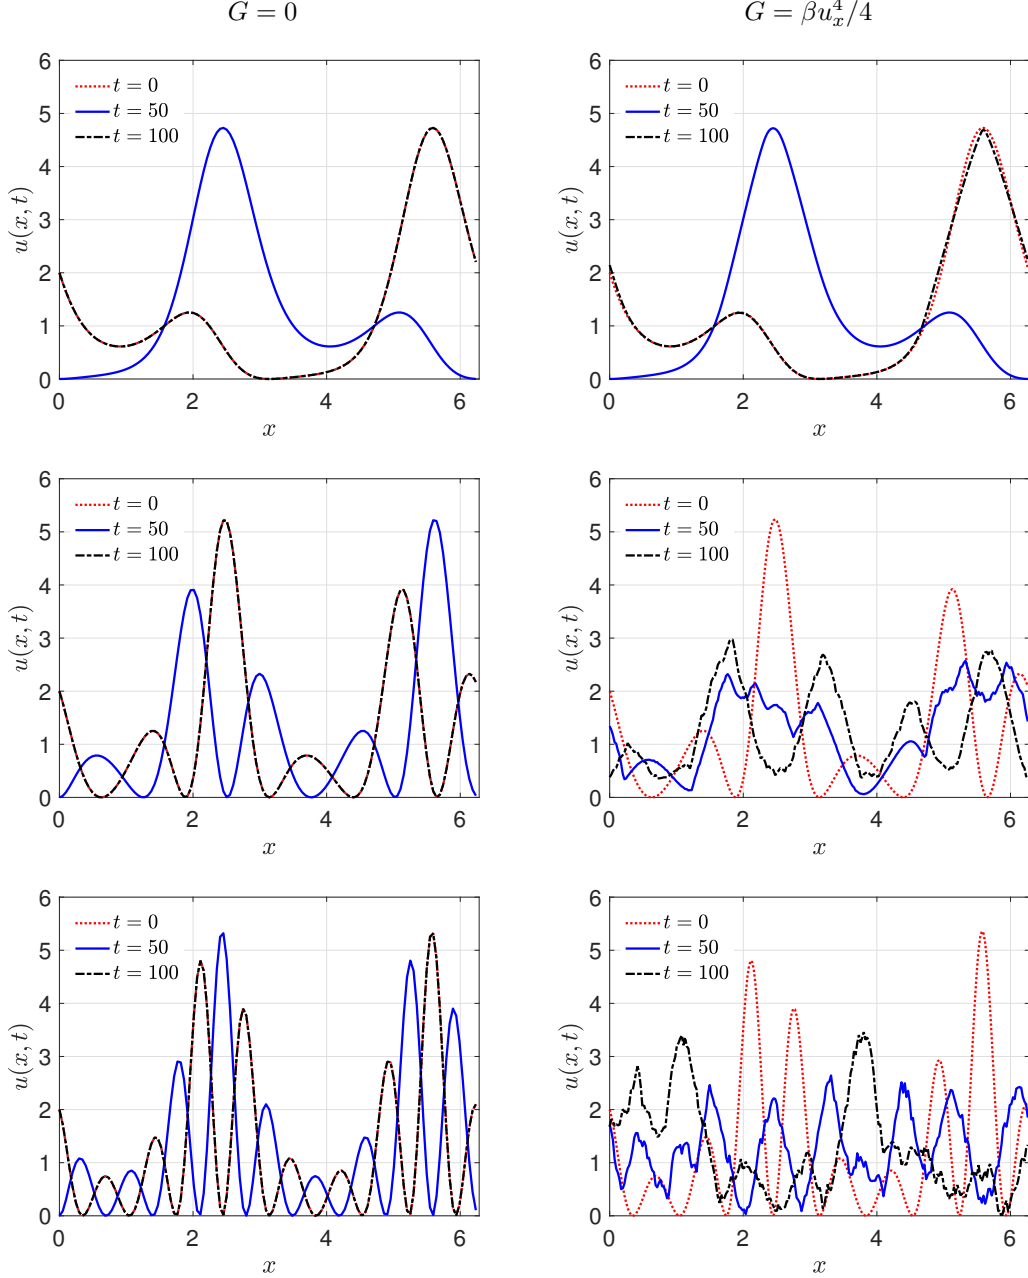 G = 0
G = βu_x^4/4
6
5
4
3
2
1
0
u(x, t)
t = 0
t = 50
t = 100
0 2 4 6
x
6
5
4
3
2
1
0
u(x, t)
t = 0
t = 50
t = 100
0 2 4 6
x
6
5
4
3
2
1
0
u(x, t)
t = 0
t = 50
t = 100
0 2 4 6
x
6
5
4
3
2
1
0
u(x, t)
t = 0
t = 50
t = 100
0 2 4 6
x
6
5
4
3
2
1
0
u(x, t)
t = 0
t = 50
t = 100
0 2 4 6
x
6
5
4
3
2
1
0
u(x, t)
t = 0
t = 50
t = 100
0 2 4 6
x